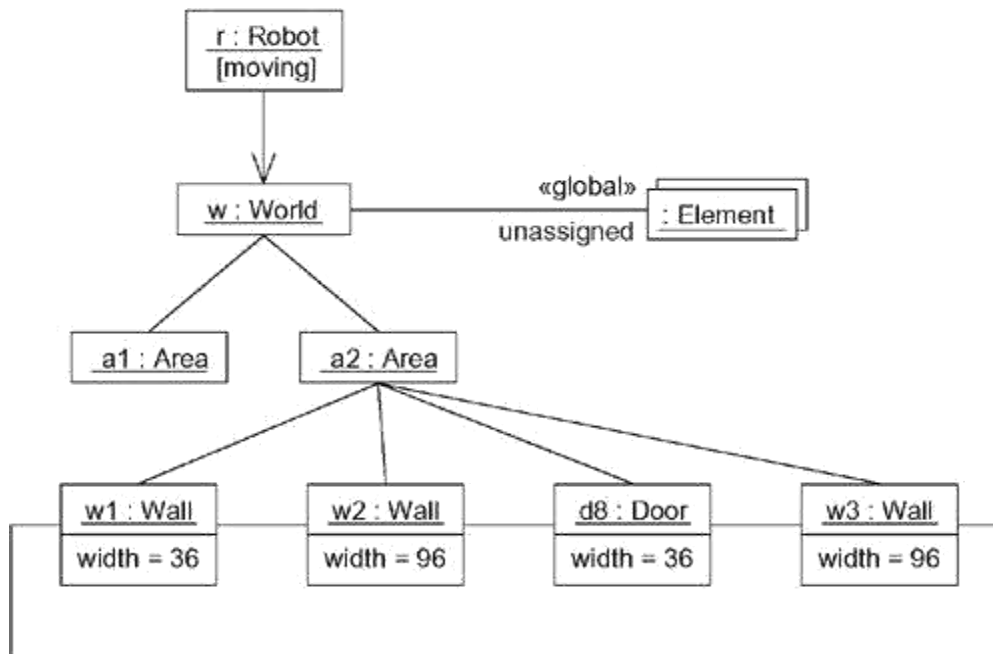 r : Robot
[moving]
«global»
w : World
: Element
unassigned
a1 : Area
a2 : Area
w1 : Wall
w2 : Wall
d8 : Door
w3 : Wall
width = 36
width = 96
width = 36
width = 96